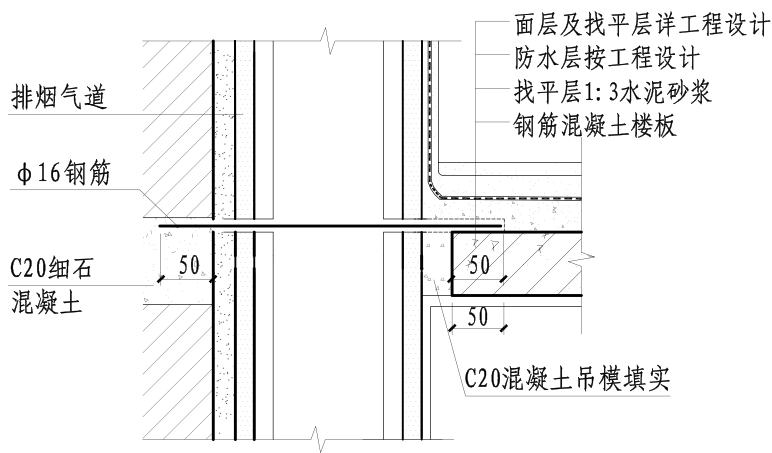 面层及找平层详工程设计
防水层按工程设计
找平层1:3水泥砂浆
钢筋混凝土楼板
排烟气道
ф16钢筋
C20细石
混凝土
50
50
50
C20混凝土吊模填实